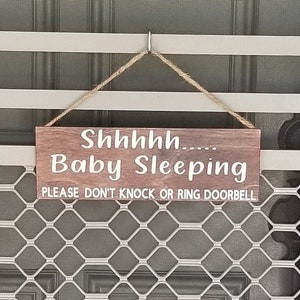 Shhhhh.....
Baby Sleeping
PLEASE DON'T KNOCK OR RING DOORBELL